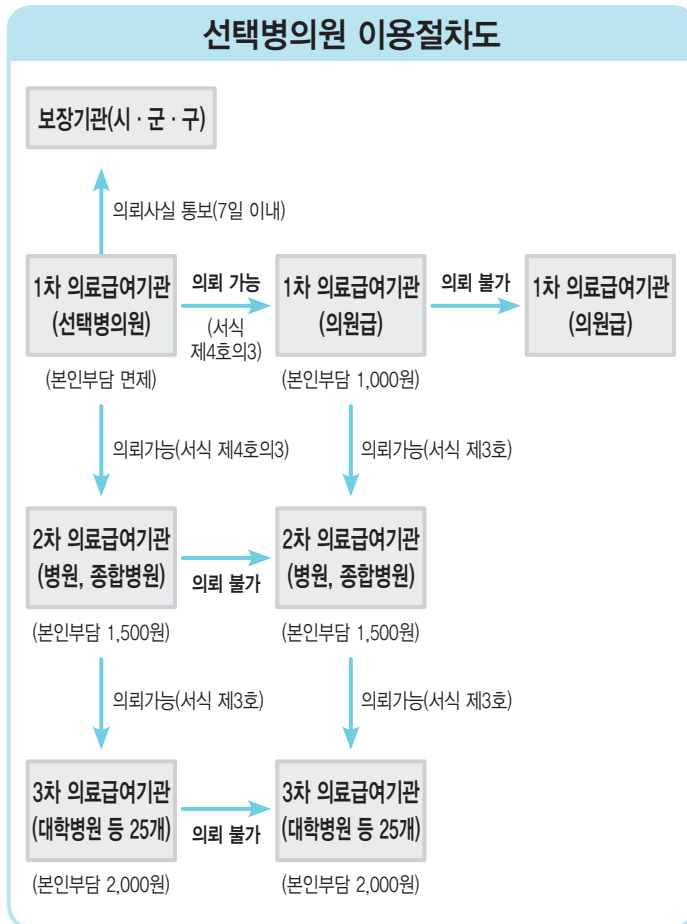 선택병의원 이용절차도
보장기관(시·군·구)
의뢰사실 통보(7일 이내)
1차 의료급여기관
(선택병의원)
의뢰 가능
(서식
제4호의3)
1차 의료급여기관
(의원급)
의뢰 불가
1차 의료급여기관
(의원급)
(본인부담 면제)
(본인부담 1,000원)
의뢰가능(서식 제4호의3)
의뢰가능(서식 제3호)
2차 의료급여기관
(병원, 종합병원)
의뢰 불가
2차 의료급여기관
(병원, 종합병원)
(본인부담 1,500원)
(본인부담 1,500원)
의뢰가능(서식 제3호)
의뢰가능(서식 제3호)
3차 의료급여기관
(대학병원 등 25개)
의뢰 불가
3차 의료급여기관
(대학병원 등 25개)
(본인부담 2,000원)
(본인부담 2,000원)